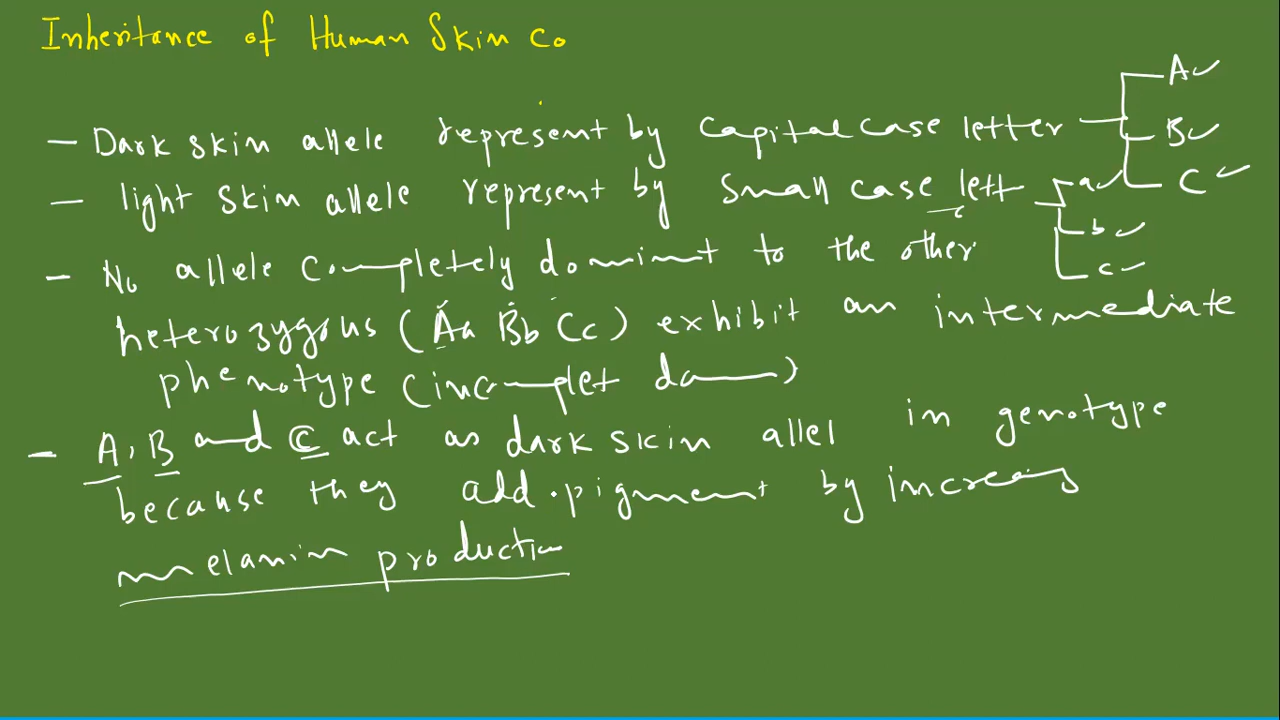 Inheritance of Human Skin Co
— Dark skin allele represent by capital case letter A B C
— light skin allele represent by small case lett a b c
— No allele completely dominant to the other
heterozygous (Aa Bb Cc) exhibit an intermediate
phenotype (incomplet dom)
— A, B and C act as dark skin allel in genotype
because they add pigment by increas
melanin production